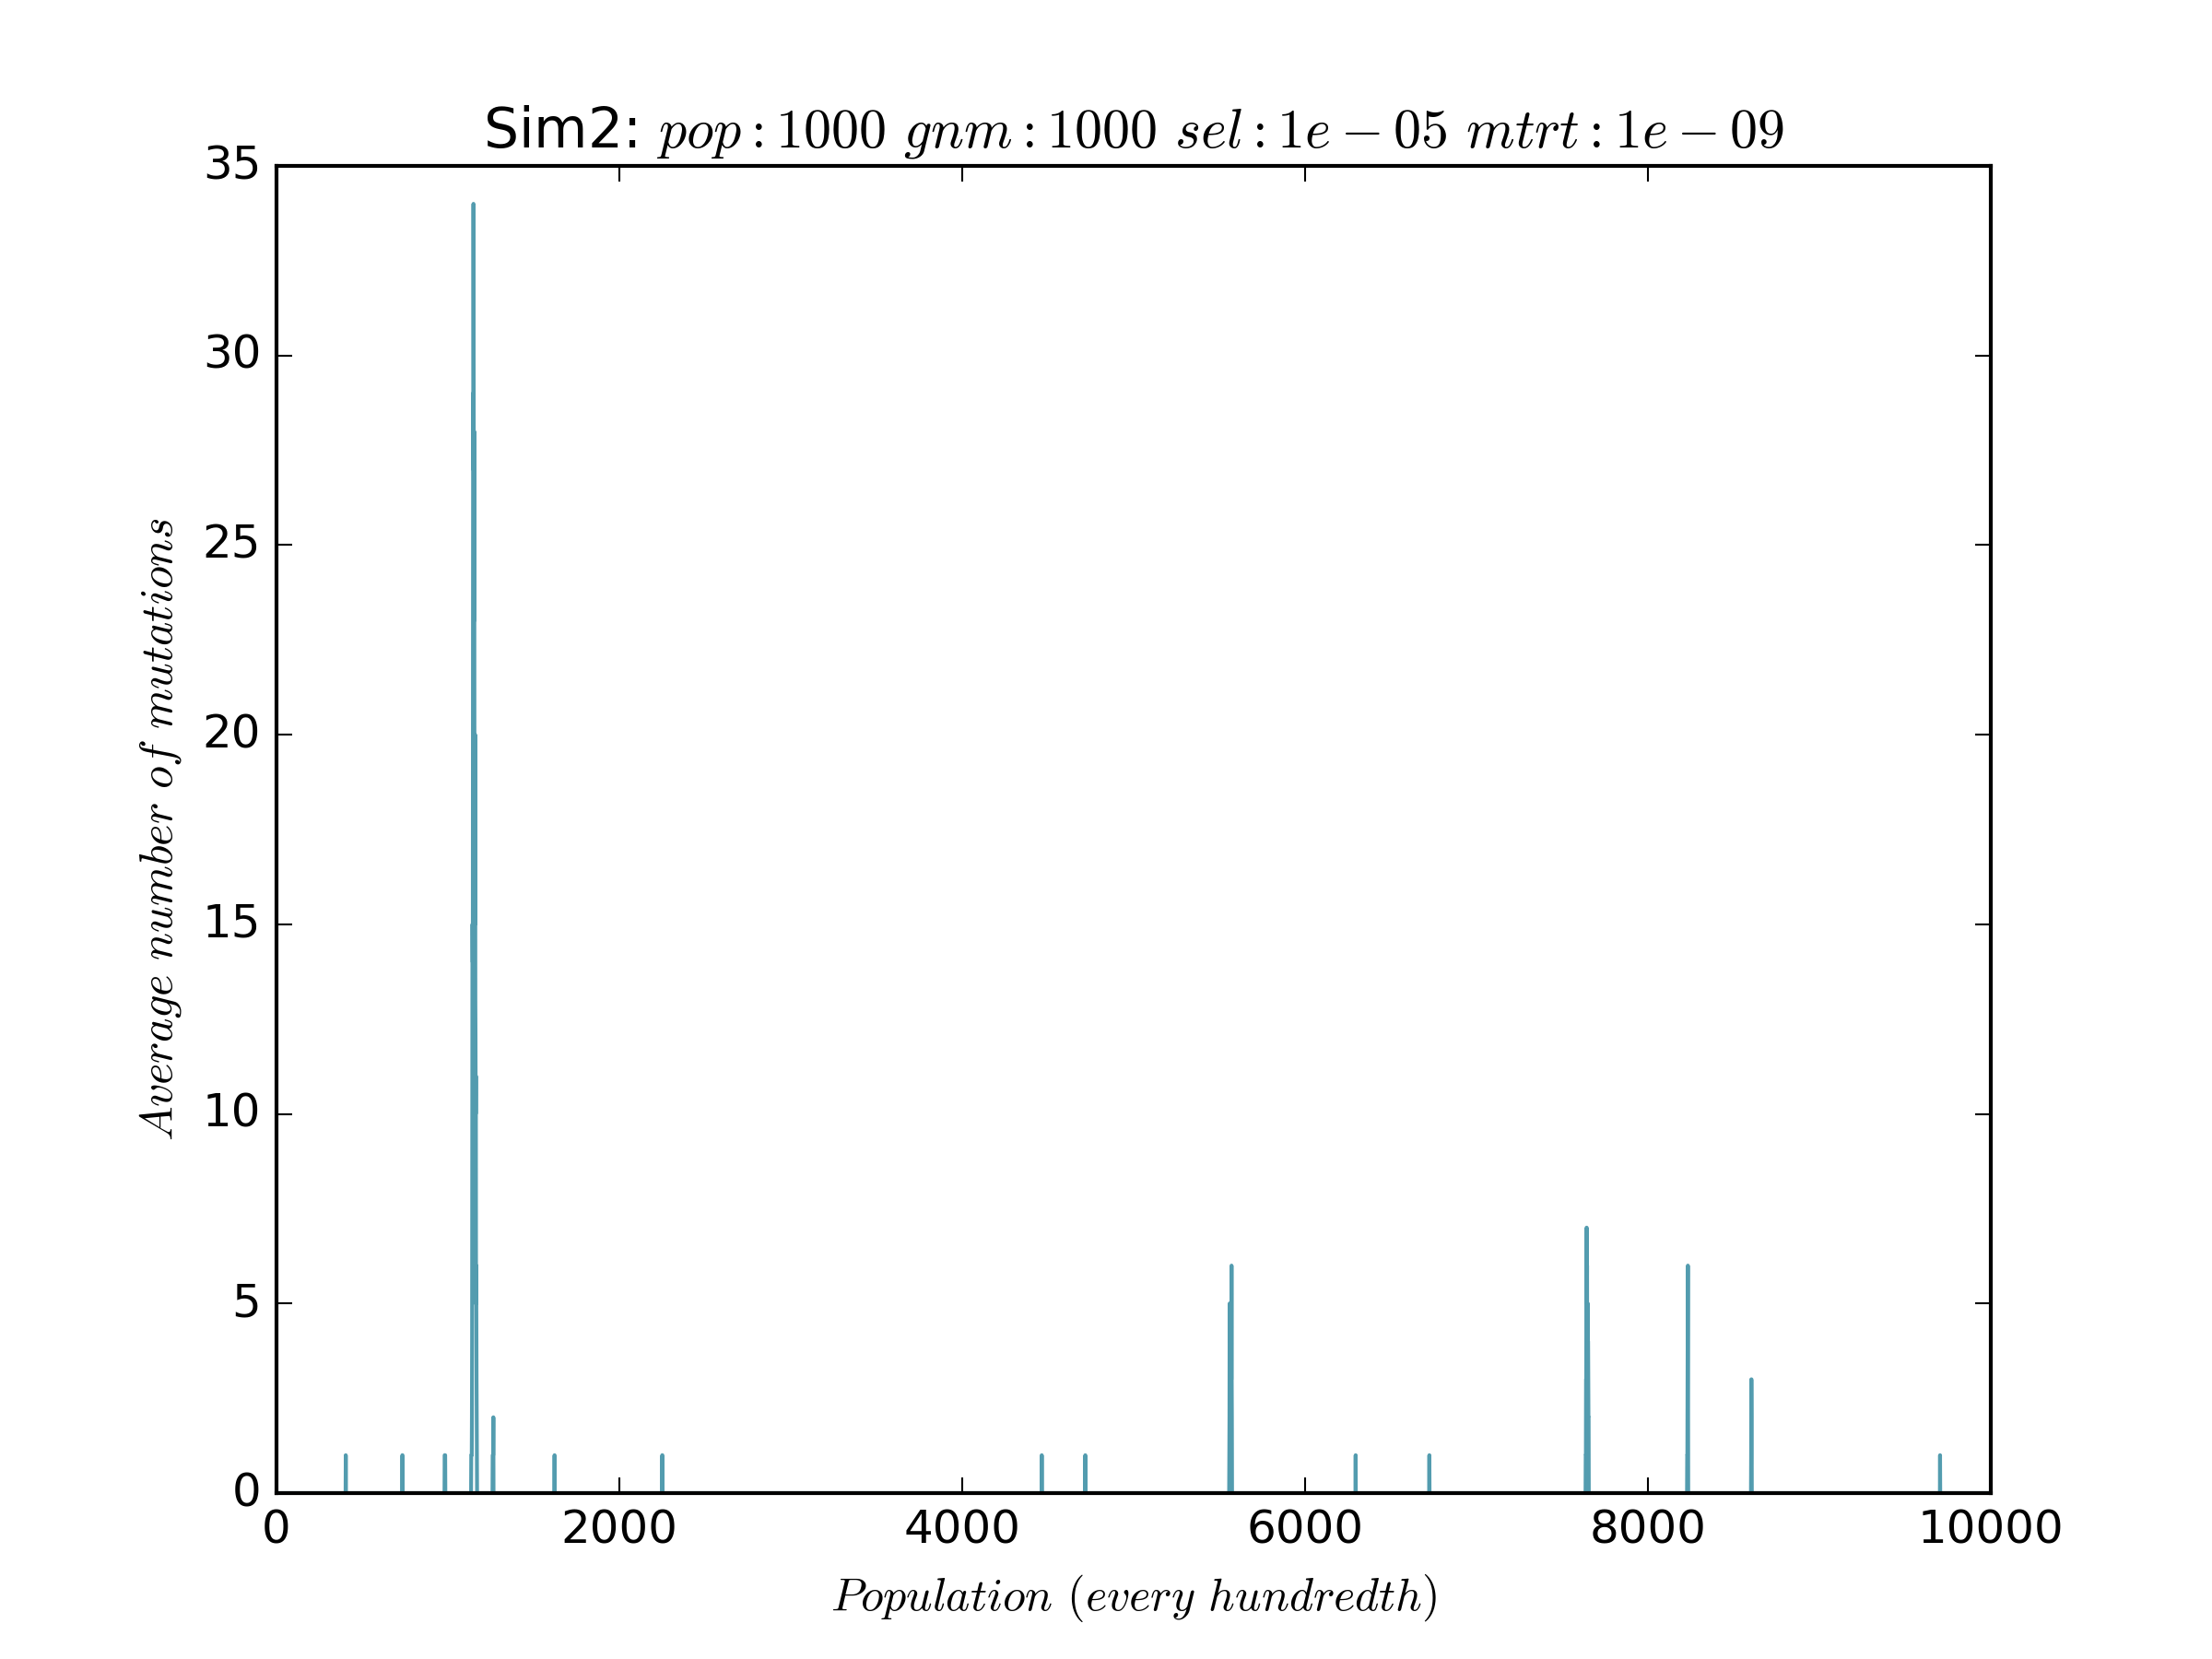 Sim2: pop : 1000 gm : 1000 sel : 1e − 05 mtrt : 1e − 09
35
30
25
20
15
10
5
0
Average number of mutations
0 2000 4000 6000 8000 10000
Population (every hundredth)